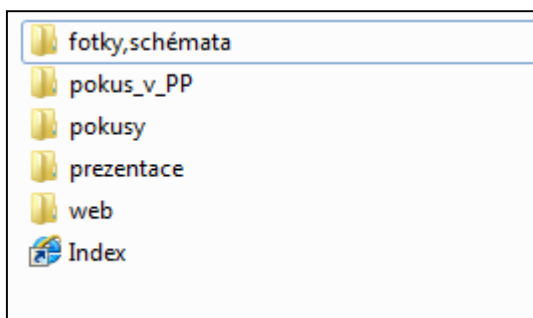 fotky,schémata
pokus_v_PP
pokusy
prezentace
web
Index